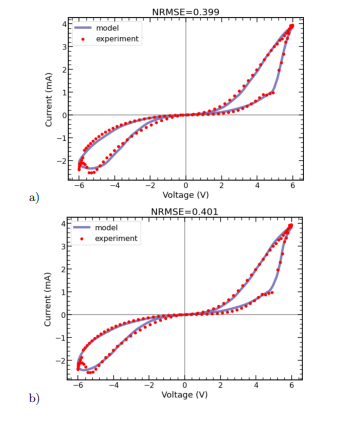 NRMSE=0.399
model
experiment
4
3
2
1
0
−1
−2
Current (mA)
−6 −4 −2 0 2 4 6
Voltage (V)
a)
NRMSE=0.401
model
experiment
4
3
2
1
0
−1
−2
Current (mA)
−6 −4 −2 0 2 4 6
Voltage (V)
b)